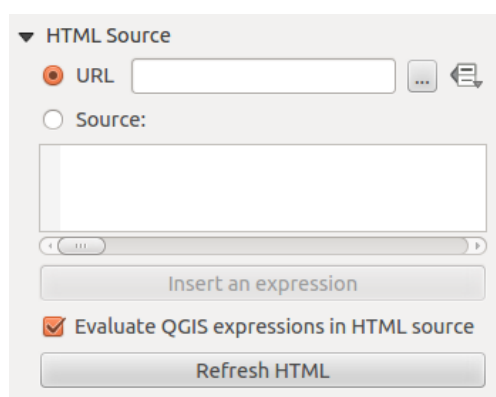 HTML Source
URL
...
Source:
Insert an expression
Evaluate QGIS expressions in HTML source
Refresh HTML